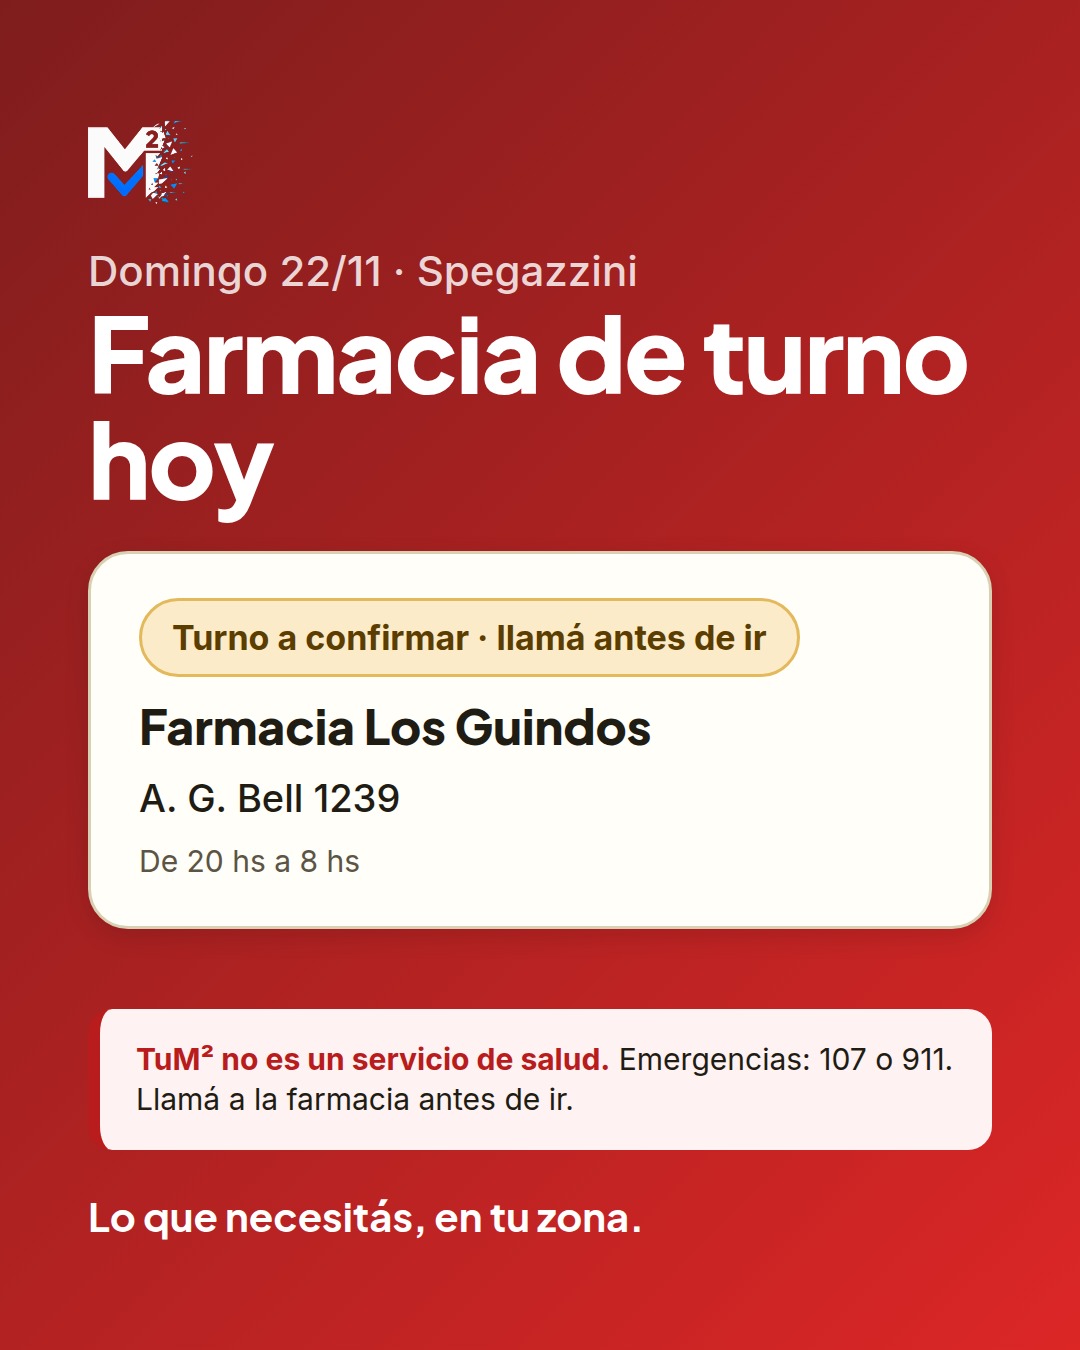 M²
Domingo 22/11 · Spegazzini
Farmacia de turno
hoy
Turno a confirmar · llamá antes de ir
Farmacia Los Guindos
A. G. Bell 1239
De 20 hs a 8 hs
TuM² no es un servicio de salud. Emergencias: 107 o 911.
Llamá a la farmacia antes de ir.
Lo que necesitás, en tu zona.